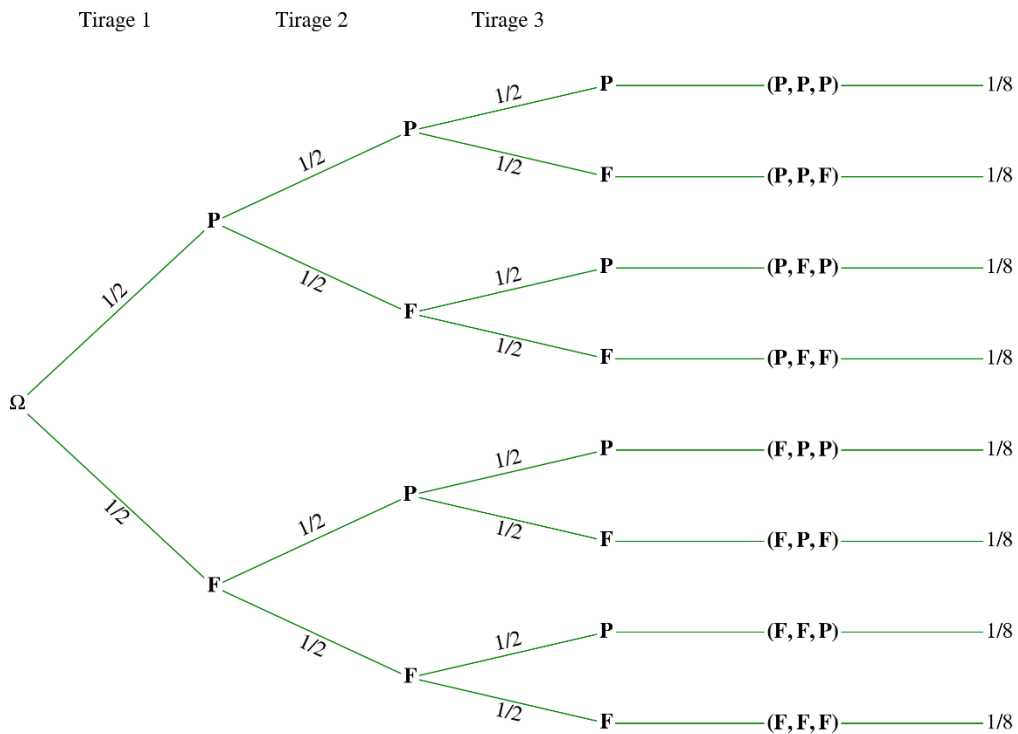 Tirage 1 Tirage 2 Tirage 3
1/2 P (P, P, P) 1/8
P
1/2
1/2 F (P, P, F) 1/8
P
1/2 P (P, F, P) 1/8
1/2
1/2
F
1/2 F (P, F, F) 1/8
Ω
1/2 P (F, P, P) 1/8
P
1/2
1/2
1/2 F (F, P, F) 1/8
F
1/2 P (F, F, P) 1/8
1/2
F
1/2 F (F, F, F) 1/8